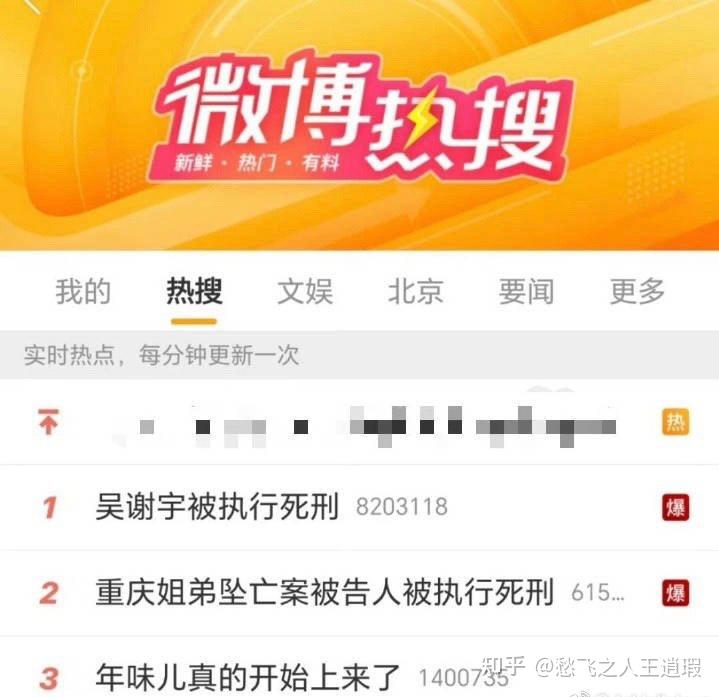 微博热搜
新鲜·热门·有料
我的 热搜 文娱 北京 要闻 更多
实时热点，每分钟更新一次
热
1 吴谢宇被执行死刑 8203118 爆
2 重庆姐弟坠亡案被告人被执行死刑 615... 爆
3 年味儿真的开始上来了 1400735
知乎 @愁飞之人王逍瑕